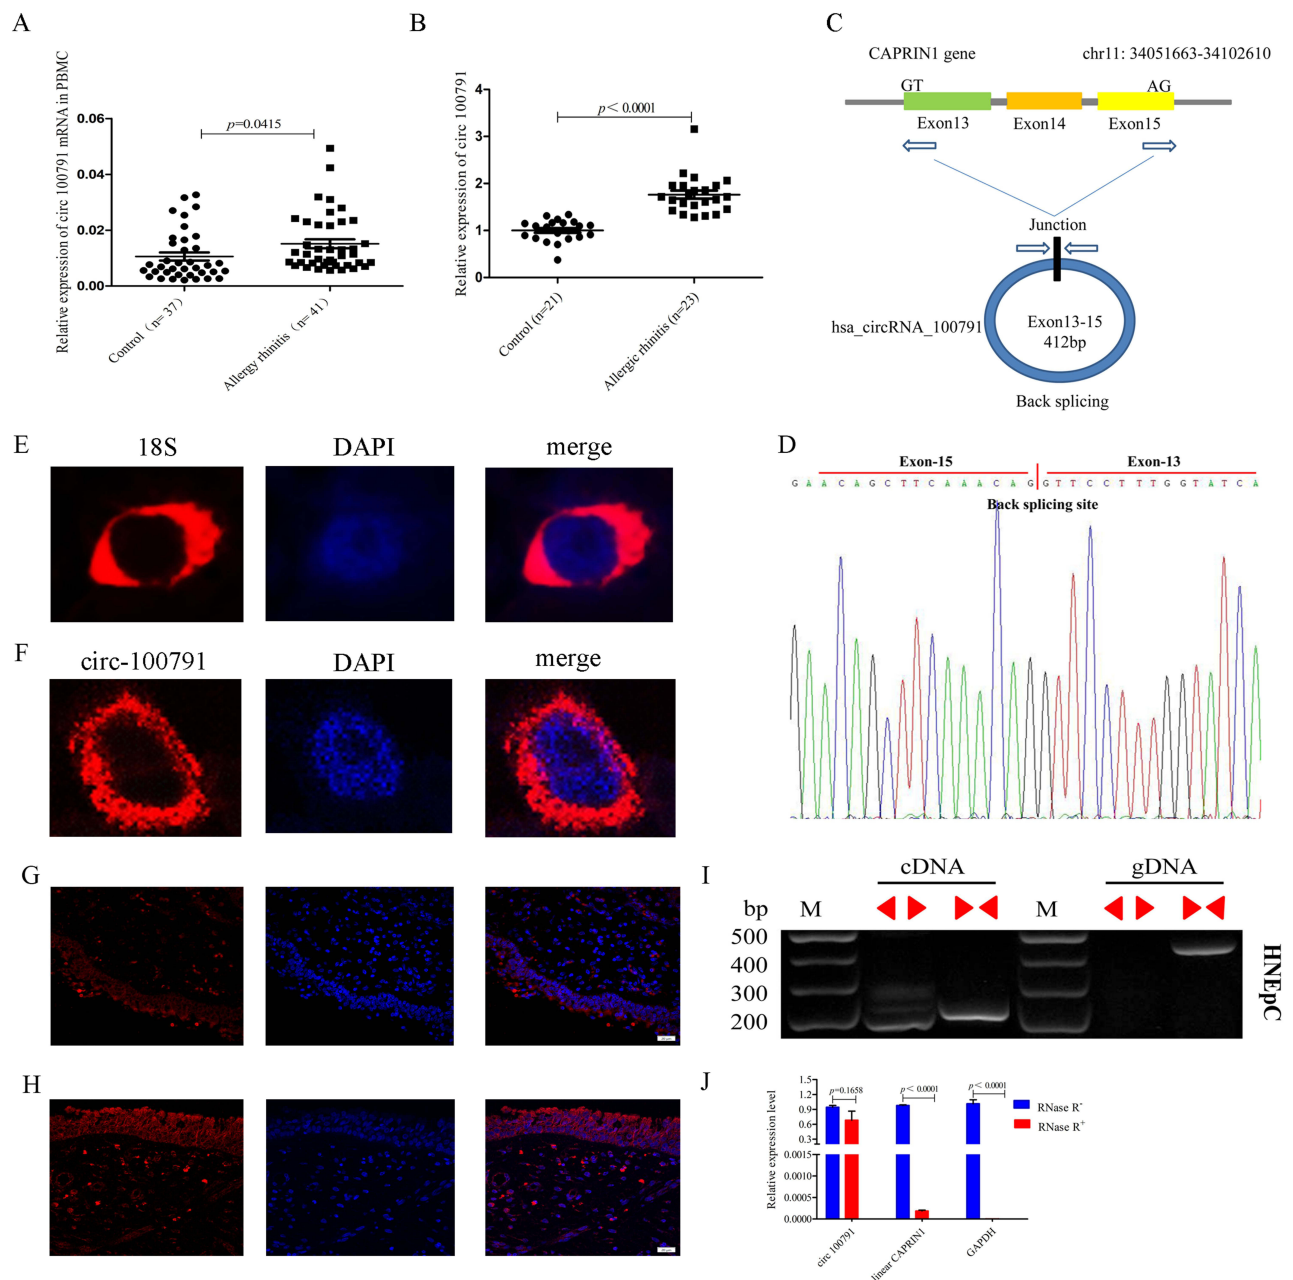 A
Relative expression of circ 100791 mRNA in PBMC
0.06
0.04
0.02
0.00
p=0.0415
Control (n= 37)
Allergy rhinitis (n= 41)
B
Relative expression of circ 100791
4
3
2
1
0
p< 0.0001
Control (n=21)
Allergic rhinitis (n=23)
C
CAPRIN1 gene
chr11: 34051663-34102610
GT
AG
Exon13
Exon14
Exon15
Junction
hsa_circRNA_100791
Exon13-15
412bp
Back splicing
E
18S
DAPI
merge
D
Exon-15
Exon-13
G A A C A G C T T C A A A C A G G T T C C T T T G G T A T C A
Back splicing site
F
circ-100791
DAPI
merge
G
H
I
cDNA
gDNA
bp
M
M
500
400
300
200
HNEpC
J
Relative expression level
1.5
1.2
0.9
0.6
0.3
0.0015
0.0010
0.0005
0.0000
p=0.1658
p< 0.0001
p< 0.0001
RNase R-
RNase R+
circ 100791
linear CAPRIN1
GAPDH